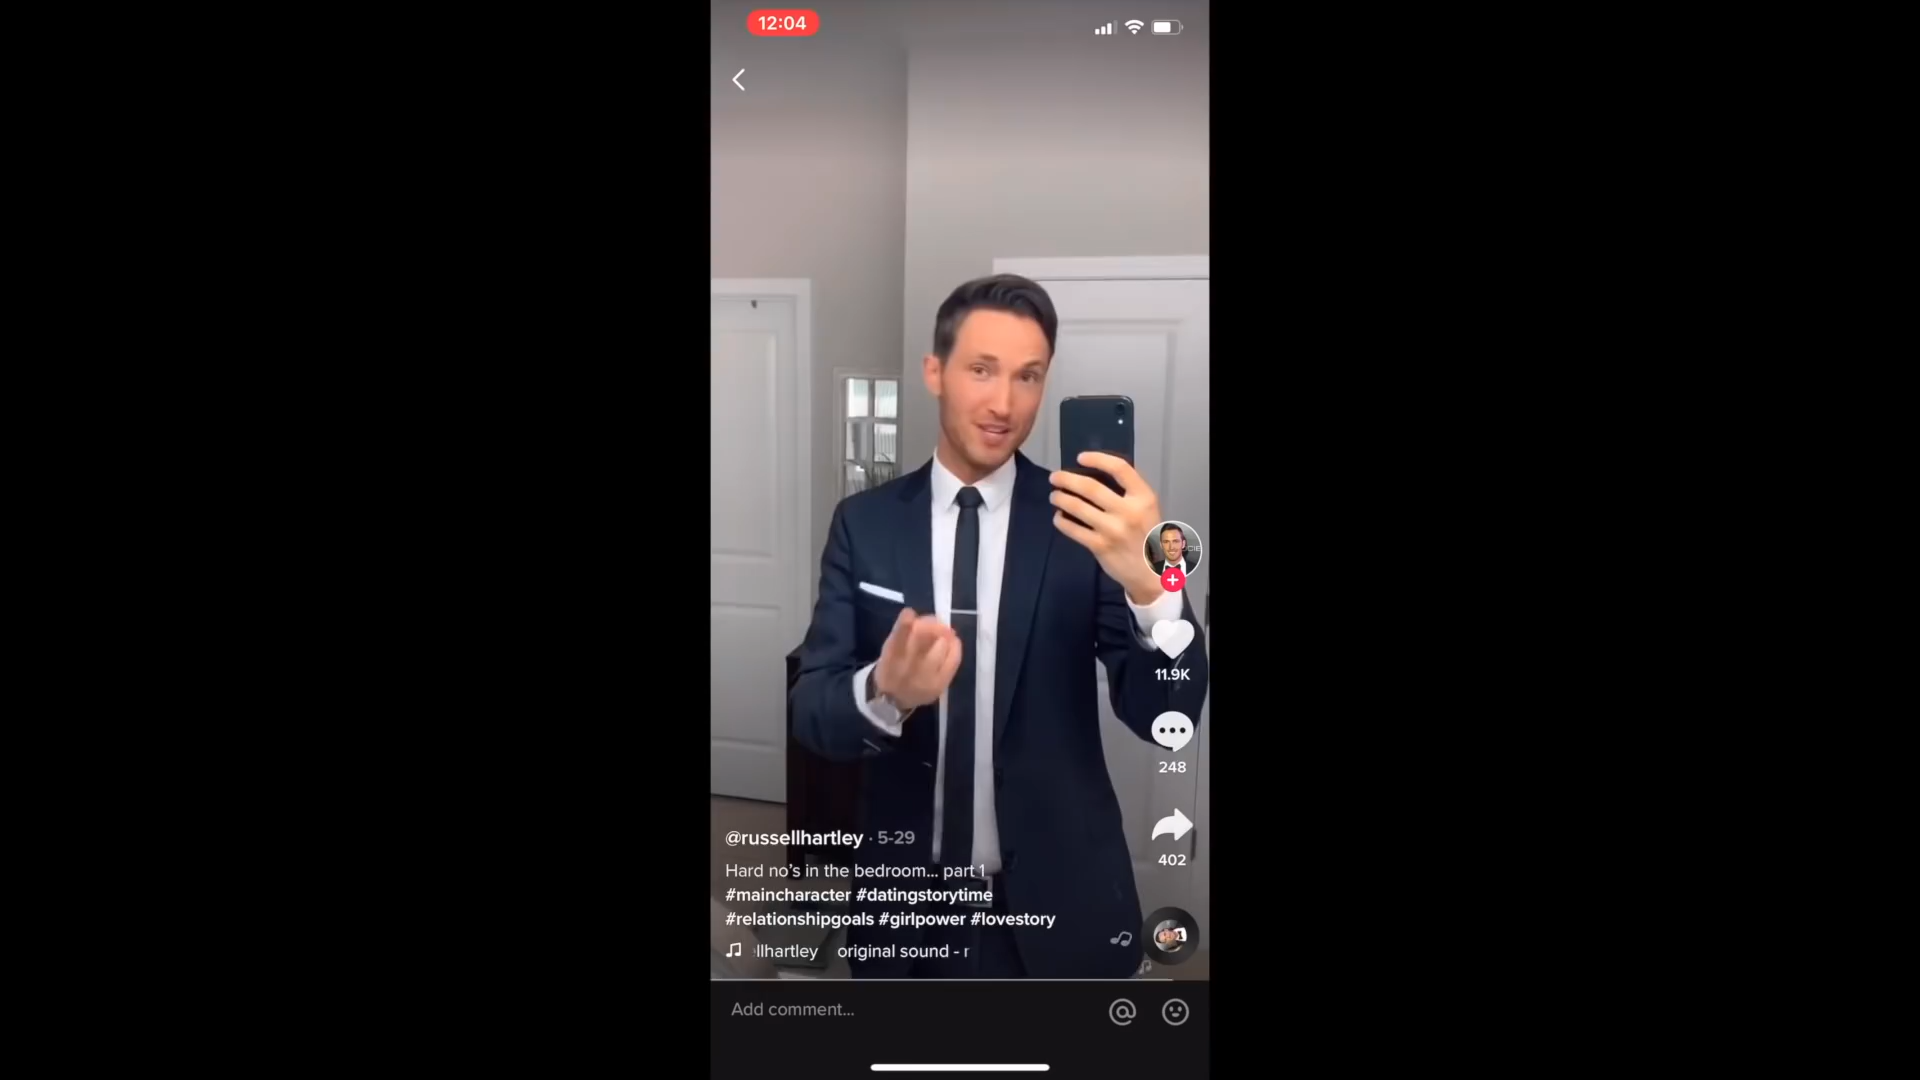 12:04
11.9K
248
402
@russellhartley · 5-29
Hard no’s in the bedroom... part 1
#maincharacter #datingstorytime
#relationshipgoals #girlpower #lovestory
llhartley original sound - r
Add comment...